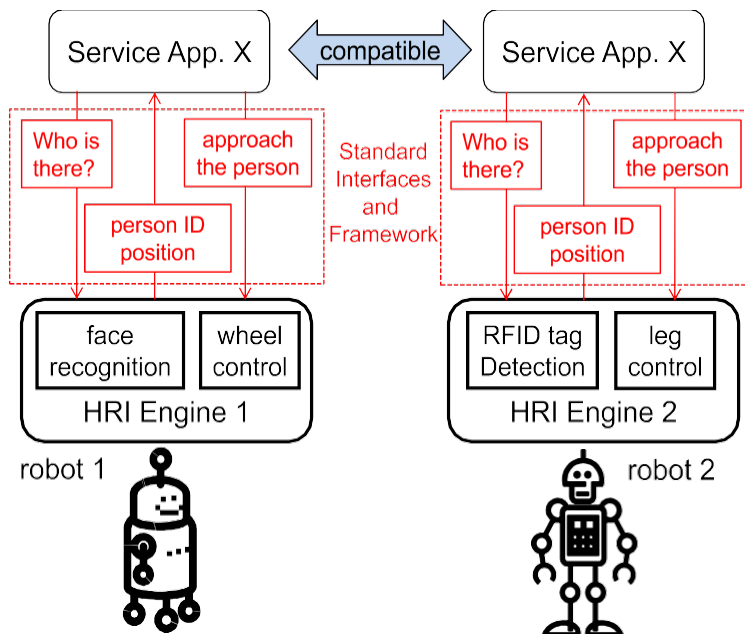 Service App. X
compatible
Service App. X
Who is
there?
approach
the person
person ID
position
Standard
Interfaces
and
Framework
Who is
there?
approach
the person
person ID
position
face
recognition
wheel
control
HRI Engine 1
RFID tag
Detection
leg
control
HRI Engine 2
robot 1
robot 2